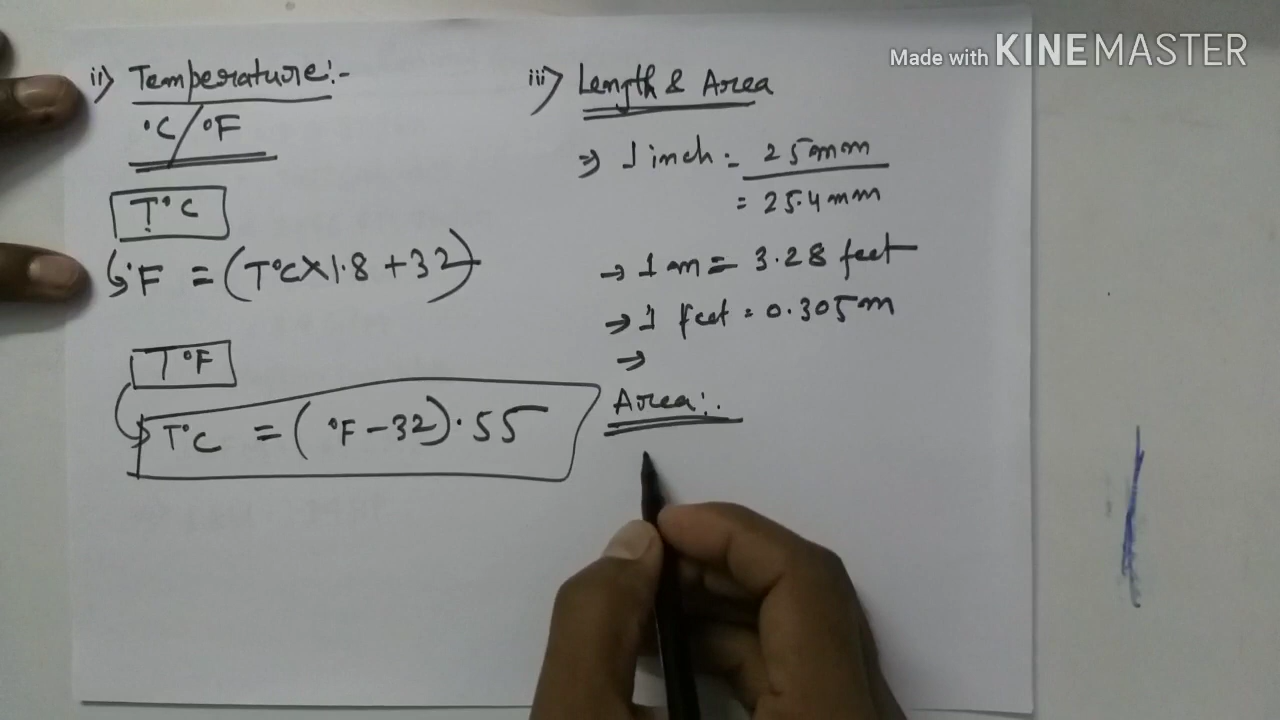 Made with KINEMASTER
ii) Temperature:-
°C/°F
T°C
°F = (T°C×1.8+32)
T°F
T°C = (°F-32).55
iii) Length & Area
⇒ 1 inch = 25mm
= 25.4mm
→ 1 m = 3.28 feet
→ 1 feet = 0.305m
→
Area:-